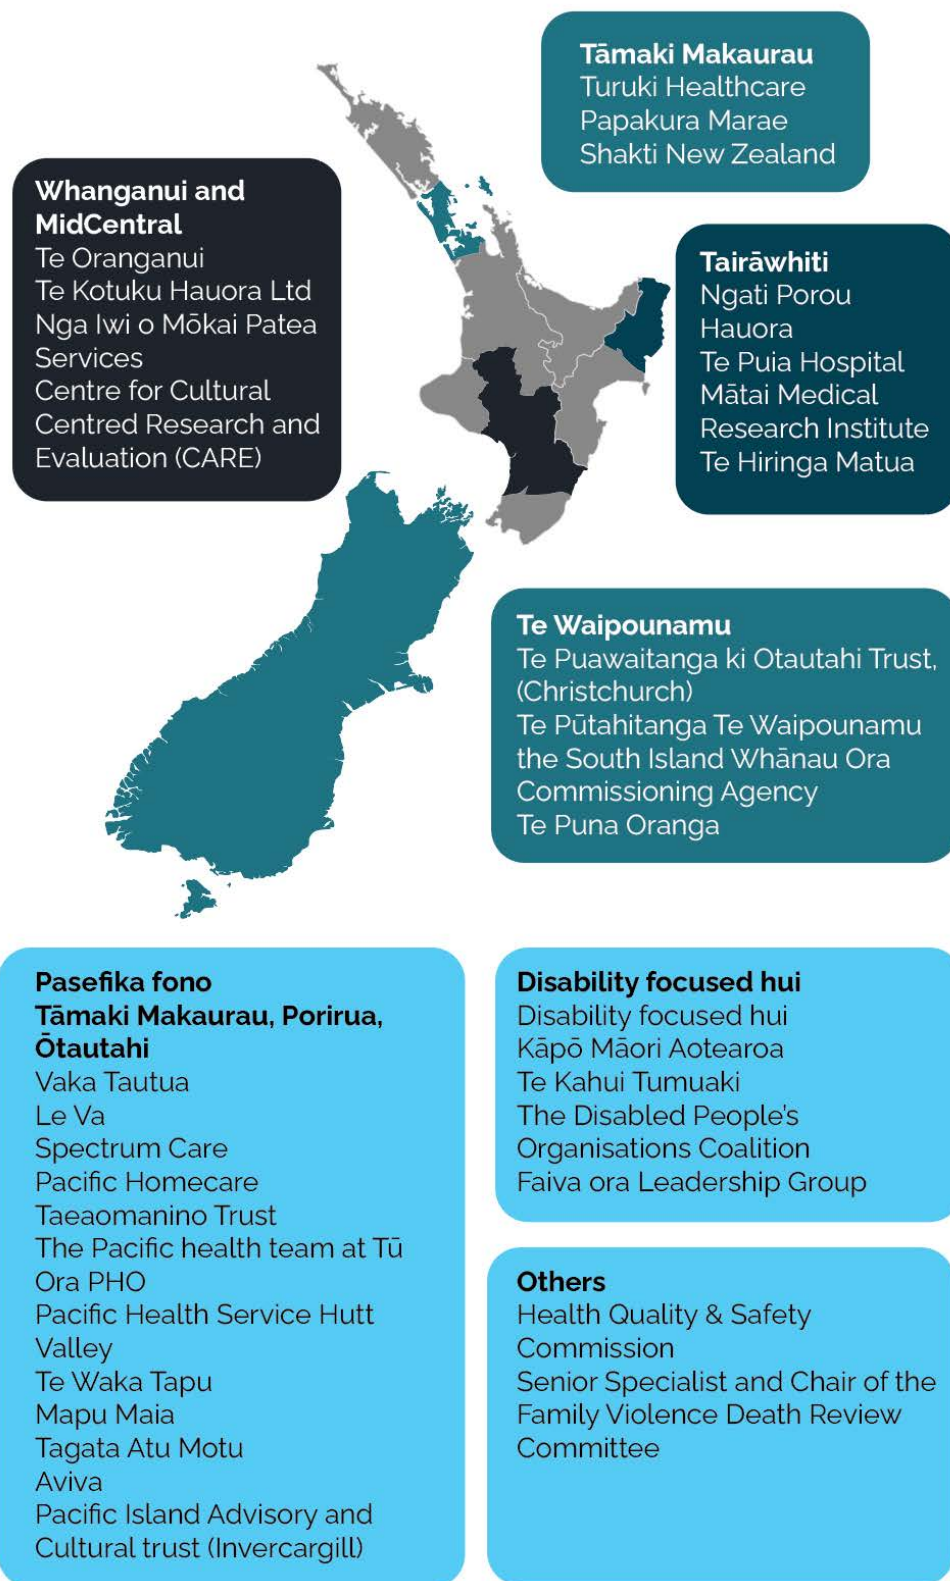 Tāmaki Makaurau
Turuki Healthcare
Papakura Marae
Shakti New Zealand
Whanganui and
MidCentral
Te Oranganui
Te Kotuku Hauora Ltd
Nga Iwi o Mōkai Patea
Services
Centre for Cultural
Centred Research and
Evaluation (CARE)
Tairāwhiti
Ngati Porou
Hauora
Te Puia Hospital
Mātai Medical
Research Institute
Te Hiringa Matua
Te Waipounamu
Te Puawaitanga ki Otautahi Trust,
(Christchurch)
Te Pūtahitanga Te Waipounamu
the South Island Whānau Ora
Commissioning Agency
Te Puna Oranga
Pasefika fono
Tāmaki Makaurau, Porirua,
Ōtautahi
Vaka Tautua
Le Va
Spectrum Care
Pacific Homecare
Taeaomanino Trust
The Pacific health team at Tū
Ora PHO
Pacific Health Service Hutt
Valley
Te Waka Tapu
Mapu Maia
Tagata Atu Motu
Aviva
Pacific Island Advisory and
Cultural trust (Invercargill)
Disability focused hui
Disability focused hui
Kāpō Māori Aotearoa
Te Kahui Tumuaki
The Disabled People's
Organisations Coalition
Faiva ora Leadership Group
Others
Health Quality & Safety
Commission
Senior Specialist and Chair of the
Family Violence Death Review
Committee